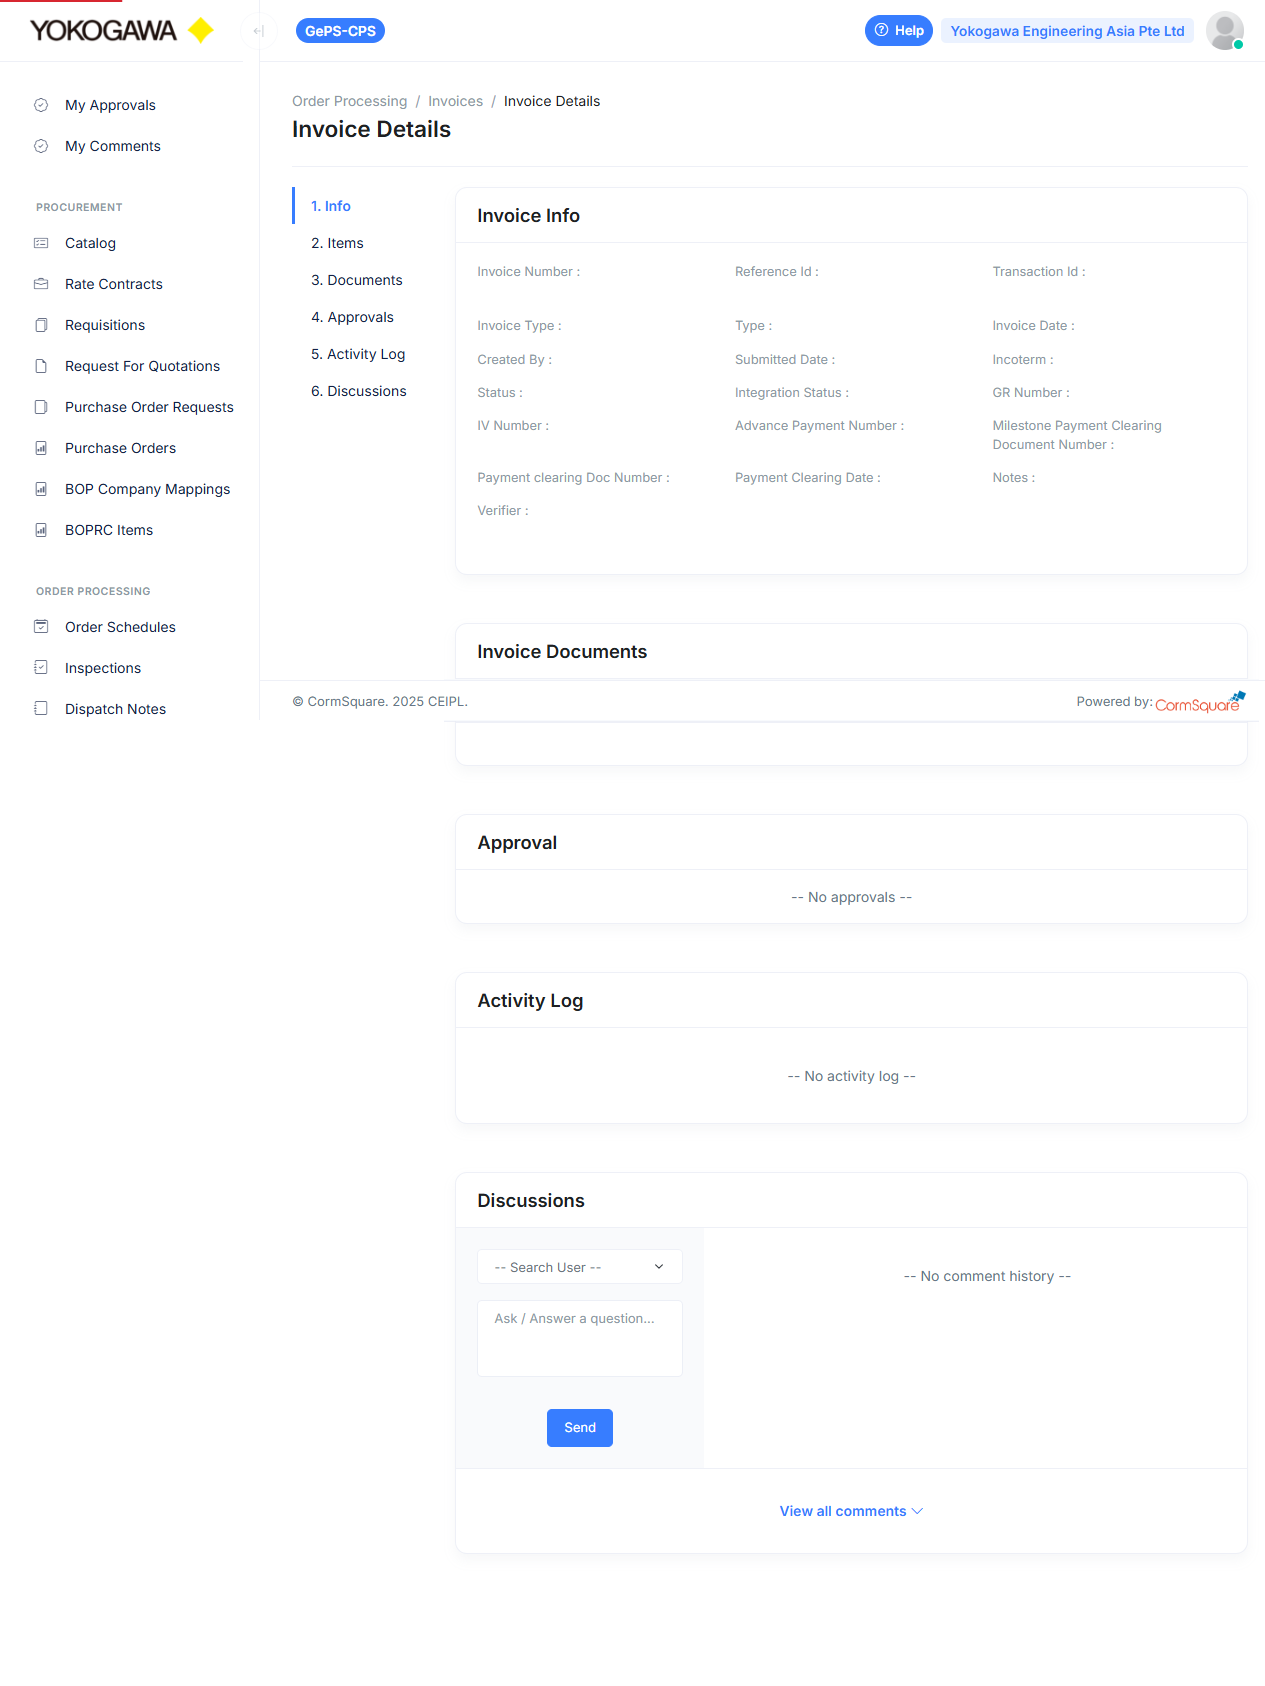 YOKOGAWA
GePS-CPS
Help
Yokogawa Engineering Asia Pte Ltd
My Approvals
My Comments
PROCUREMENT
Catalog
Rate Contracts
Requisitions
Request For Quotations
Purchase Order Requests
Purchase Orders
BOP Company Mappings
BOPRC Items
ORDER PROCESSING
Order Schedules
Inspections
Dispatch Notes
Order Processing / Invoices / Invoice Details
Invoice Details
1. Info
2. Items
3. Documents
4. Approvals
5. Activity Log
6. Discussions
Invoice Info
Invoice Number :
Reference Id :
Transaction Id :
Invoice Type :
Type :
Invoice Date :
Created By :
Submitted Date :
Incoterm :
Status :
Integration Status :
GR Number :
IV Number :
Advance Payment Number :
Milestone Payment Clearing
Document Number :
Payment clearing Doc Number :
Payment Clearing Date :
Notes :
Verifier :
Invoice Documents
© CormSquare. 2025 CEIPL.
Powered by: CormSquare
Approval
-- No approvals --
Activity Log
-- No activity log --
Discussions
-- Search User --
Ask / Answer a question...
Send
-- No comment history --
View all comments